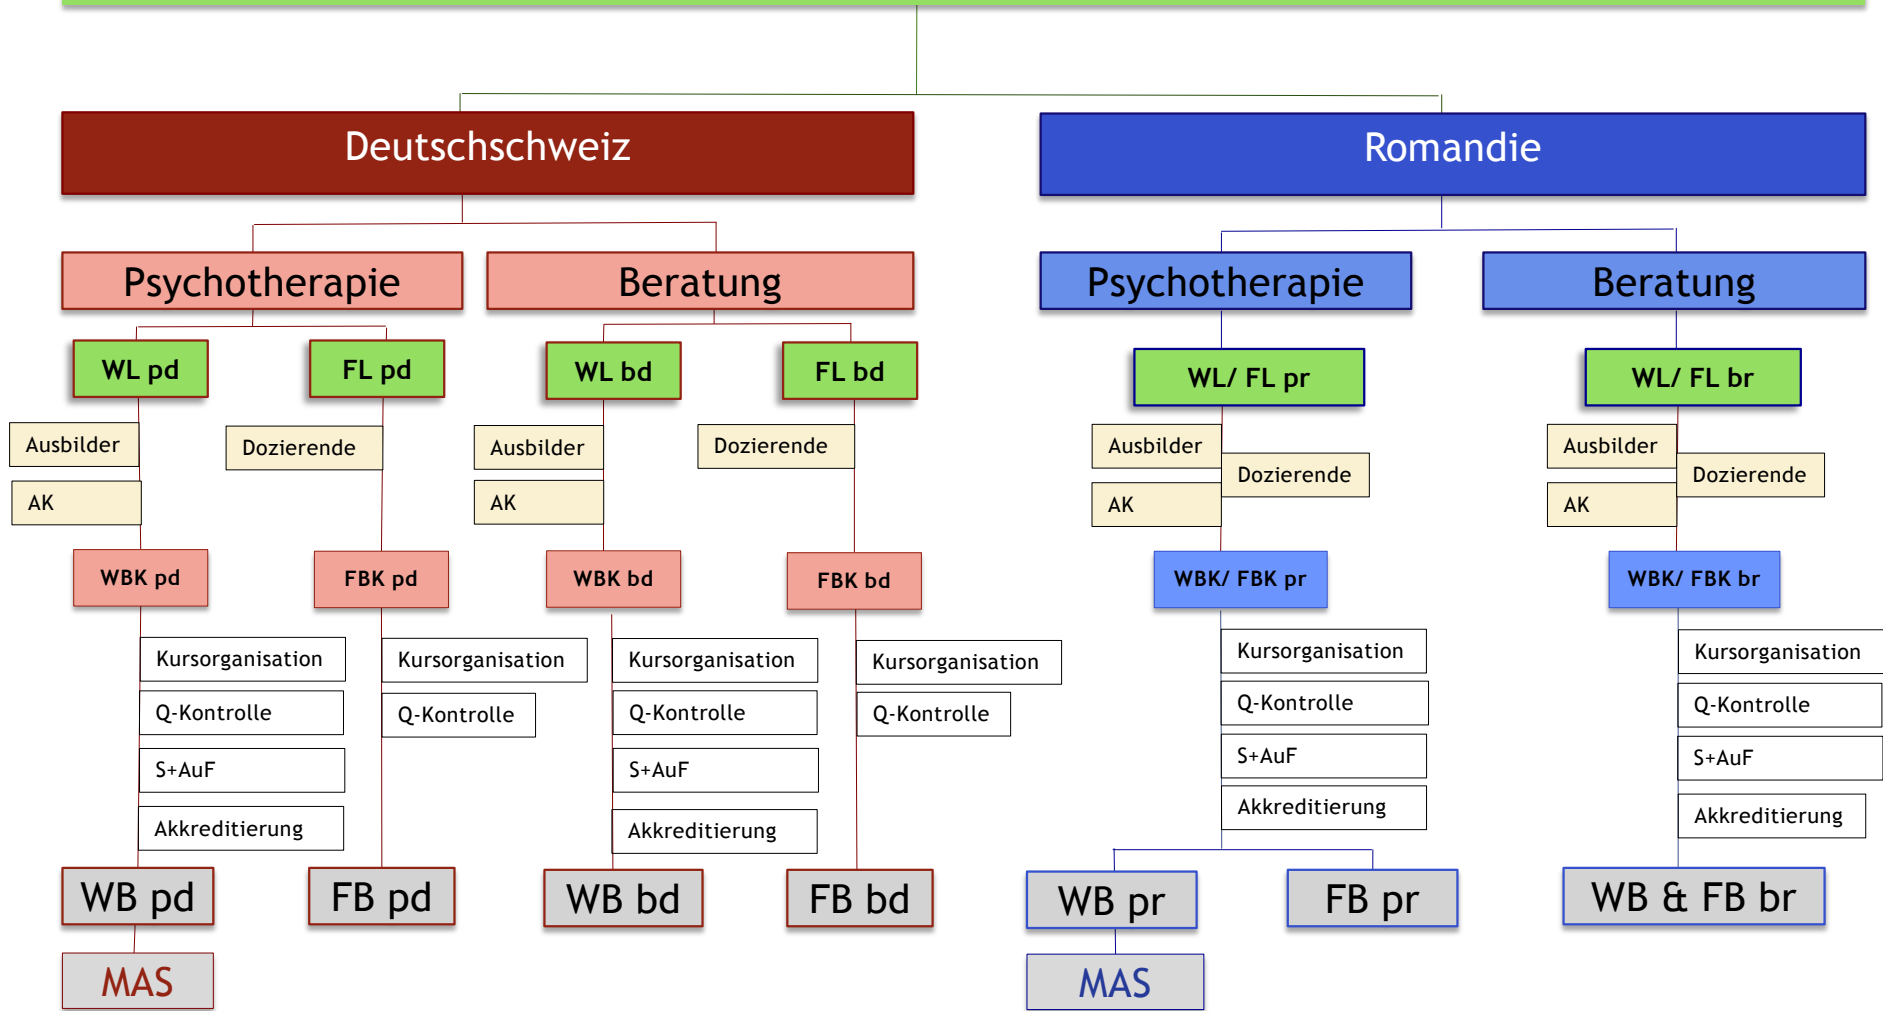 Deutschschweiz
Romandie
Psychotherapie
Beratung
Psychotherapie
Beratung
WL pd
FL pd
WL bd
FL bd
WL/ FL pr
WL/ FL br
Ausbilder
Dozierende
Ausbilder
Dozierende
Ausbilder
Dozierende
Ausbilder
Dozierende
AK
AK
AK
AK
WBK pd
FBK pd
WBK bd
FBK bd
WBK/ FBK pr
WBK/ FBK br
Kursorganisation
Kursorganisation
Kursorganisation
Kursorganisation
Kursorganisation
Kursorganisation
Q-Kontrolle
Q-Kontrolle
Q-Kontrolle
Q-Kontrolle
Q-Kontrolle
Q-Kontrolle
S+AuF
S+AuF
S+AuF
S+AuF
Akkreditierung
Akkreditierung
Akkreditierung
Akkreditierung
WB pd
FB pd
WB bd
FB bd
WB pr
FB pr
WB & FB br
MAS
MAS